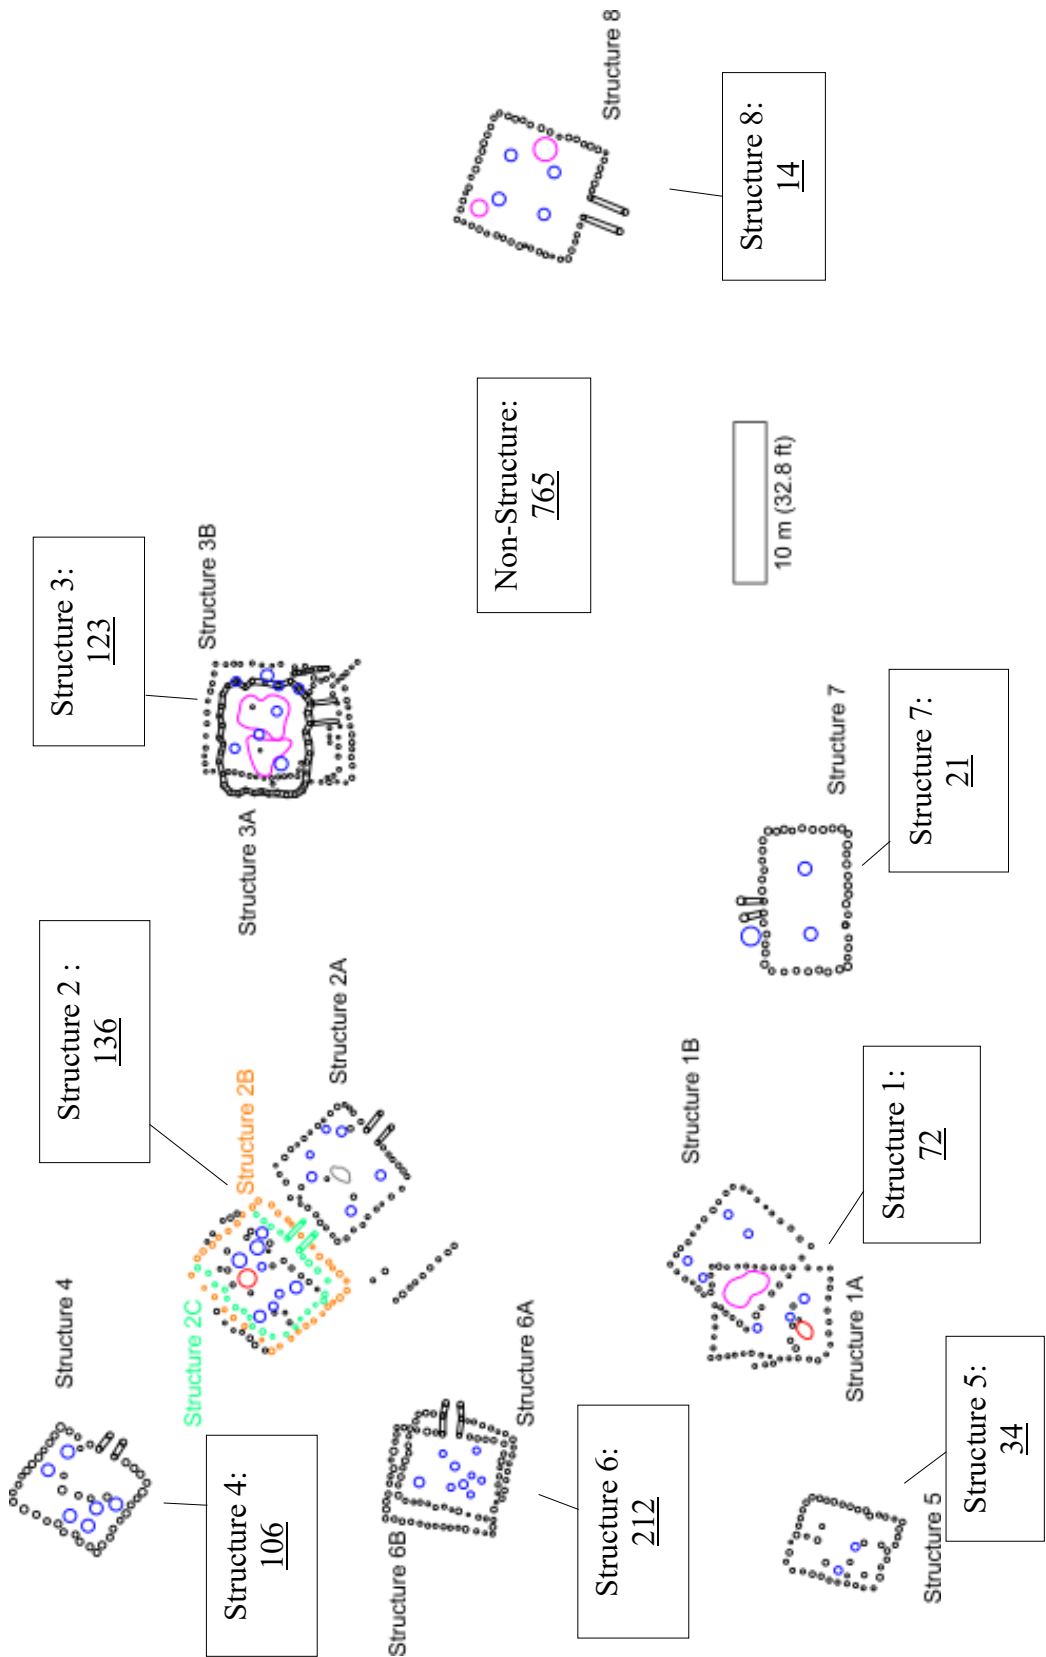 Structure 4
Structure 2 :
136
Structure 3:
123
Structure 2C
Structure 3B
Structure 4:
106
Structure 2B
Structure 3A
Structure 2A
Structure 6B
Non-Structure:
765
Structure 6A
Structure 6:
212
Structure 8
Structure 1B
Structure 8:
14
10 m (32.8 ft)
Structure 7
Structure 1A
Structure 1:
72
Structure 7:
21
Structure 5
Structure 5:
34